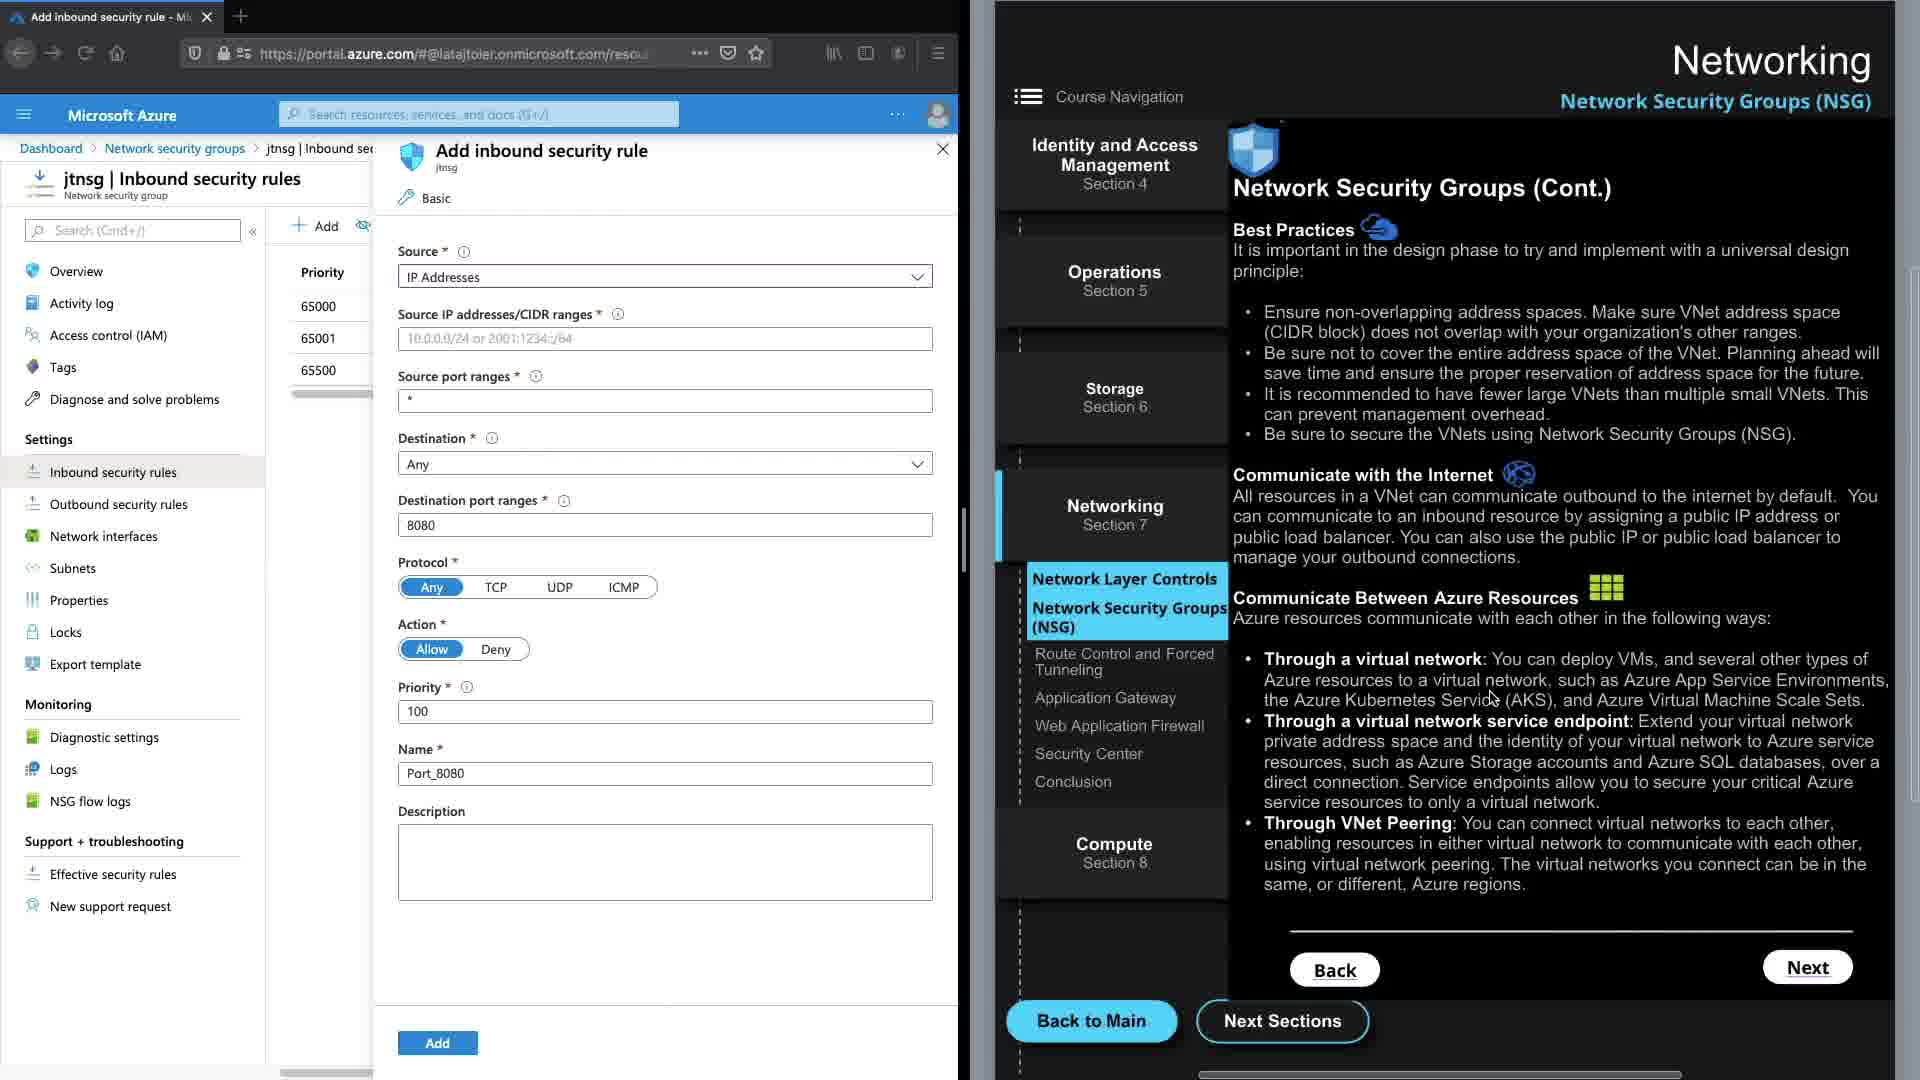 Add inbound security rule - Mic
https://portal.azure.com/#@latajtoier.onmicrosoft.com/resou
Microsoft Azure
Search resources, services, and docs (G+/)
Dashboard > Network security groups > jtnsg | Inbound sec
jtnsg | Inbound security rules
Network security group
Search (Cmd+/)
Overview
Activity log
Access control (IAM)
Tags
Diagnose and solve problems
Settings
Inbound security rules
Outbound security rules
Network interfaces
Subnets
Properties
Locks
Export template
Monitoring
Diagnostic settings
Logs
NSG flow logs
Support + troubleshooting
Effective security rules
New support request
Add
Priority
65000
65001
65500
Add inbound security rule
jtnsg
Basic
Source *
IP Addresses
Source IP addresses/CIDR ranges *
10.0.0.0/24 or 2001:1234::/64
Source port ranges *
*
Destination *
Any
Destination port ranges *
8080
Protocol *
Any TCP UDP ICMP
Action *
Allow Deny
Priority *
100
Name *
Port_8080
Description
Add
Networking
Network Security Groups (NSG)
Course Navigation
Identity and Access
Management
Section 4
Operations
Section 5
Storage
Section 6
Networking
Section 7
Network Layer Controls
Network Security Groups
(NSG)
Route Control and Forced
Tunneling
Application Gateway
Web Application Firewall
Security Center
Conclusion
Compute
Section 8
Network Security Groups (Cont.)
Best Practices
It is important in the design phase to try and implement with a universal design
principle:
• Ensure non-overlapping address spaces. Make sure VNet address space
(CIDR block) does not overlap with your organization's other ranges.
• Be sure not to cover the entire address space of the VNet. Planning ahead will
save time and ensure the proper reservation of address space for the future.
• It is recommended to have fewer large VNets than multiple small VNets. This
can prevent management overhead.
• Be sure to secure the VNets using Network Security Groups (NSG).
Communicate with the Internet
All resources in a VNet can communicate outbound to the internet by default. You
can communicate to an inbound resource by assigning a public IP address or
public load balancer. You can also use the public IP or public load balancer to
manage your outbound connections.
Communicate Between Azure Resources
Azure resources communicate with each other in the following ways:
• Through a virtual network: You can deploy VMs, and several other types of
Azure resources to a virtual network, such as Azure App Service Environments,
the Azure Kubernetes Service (AKS), and Azure Virtual Machine Scale Sets.
• Through a virtual network service endpoint: Extend your virtual network
private address space and the identity of your virtual network to Azure service
resources, such as Azure Storage accounts and Azure SQL databases, over a
direct connection. Service endpoints allow you to secure your critical Azure
service resources to only a virtual network.
• Through VNet Peering: You can connect virtual networks to each other,
enabling resources in either virtual network to communicate with each other,
using virtual network peering. The virtual networks you connect can be in the
same, or different, Azure regions.
Back
Next
Back to Main
Next Sections